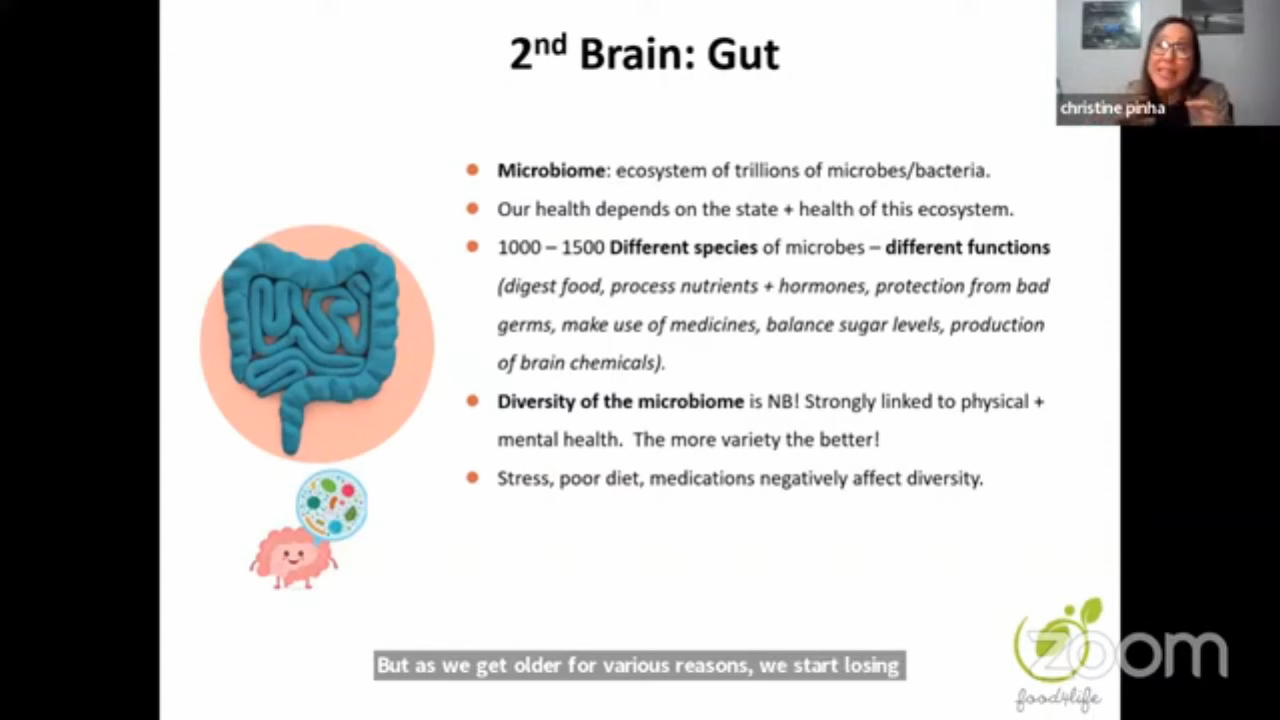 2nd Brain: Gut
christine pinha
Microbiome: ecosystem of trillions of microbes/bacteria.
Our health depends on the state + health of this ecosystem.
1000 – 1500 Different species of microbes – different functions
(digest food, process nutrients + hormones, protection from bad
germs, make use of medicines, balance sugar levels, production
of brain chemicals).
Diversity of the microbiome is NB! Strongly linked to physical +
mental health. The more variety the better!
Stress, poor diet, medications negatively affect diversity.
But as we get older for various reasons, we start losing
zoom
food4life